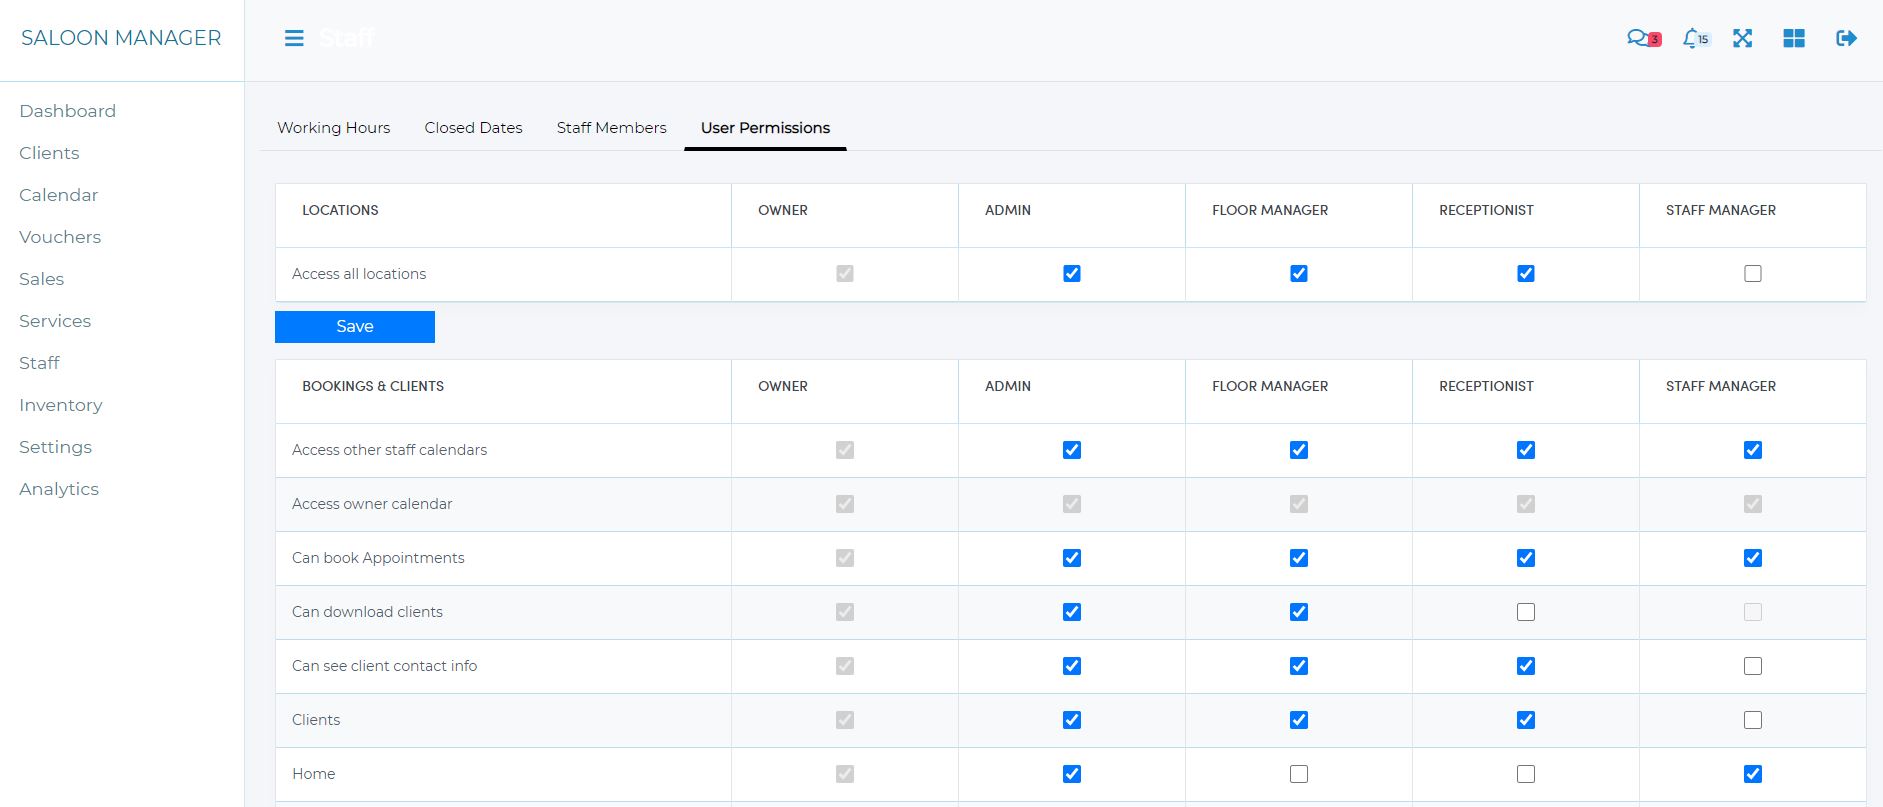 SALOON MANAGER
Staff
3
15
Dashboard
Clients
Calendar
Vouchers
Sales
Services
Staff
Inventory
Settings
Analytics
Working Hours Closed Dates Staff Members User Permissions
LOCATIONS OWNER ADMIN FLOOR MANAGER RECEPTIONIST STAFF MANAGER
Access all locations
Save
BOOKINGS & CLIENTS OWNER ADMIN FLOOR MANAGER RECEPTIONIST STAFF MANAGER
Access other staff calendars
Access owner calendar
Can book Appointments
Can download clients
Can see client contact info
Clients
Home